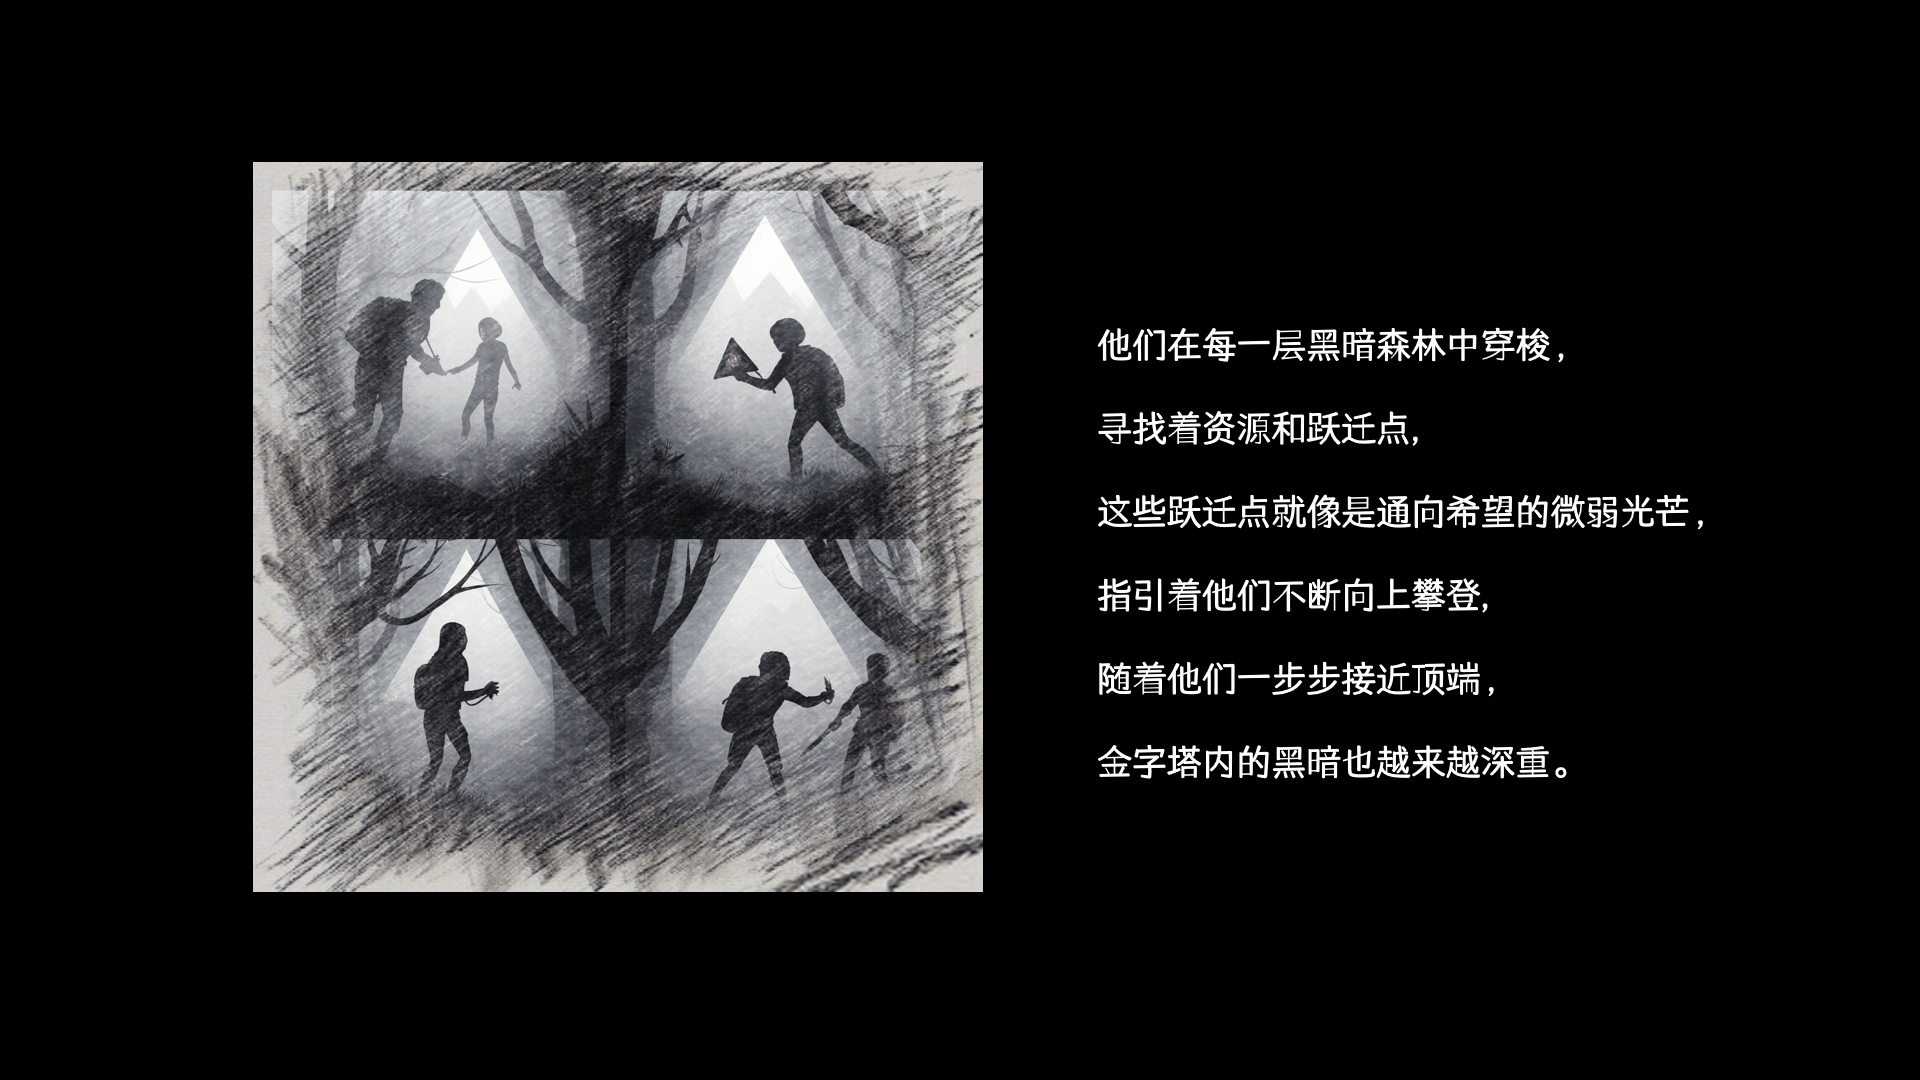 他们在每一层黑暗森林中穿梭，
寻找着资源和跃迁点，
这些跃迁点就像是通向希望的微弱光芒，
指引着他们不断向上攀登，
随着他们一步步接近顶端，
金字塔内的黑暗也越来越深重。